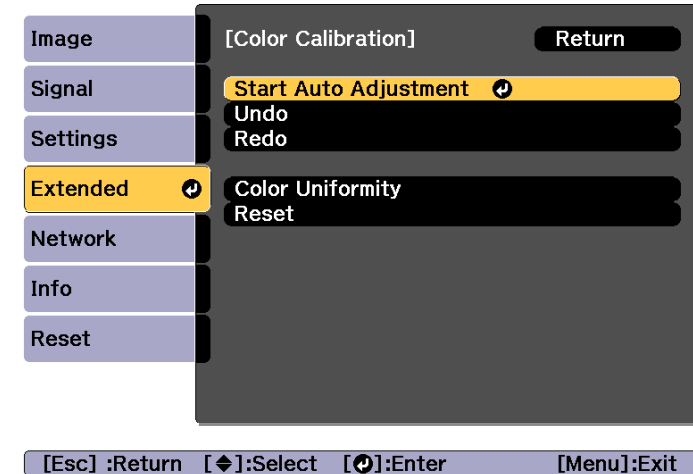 Image
Signal
Settings
Extended
Network
Info
Reset
[Color Calibration]
Return
Start Auto Adjustment
Undo
Redo
Color Uniformity
Reset
[Esc] :Return [◆]:Select [↲]:Enter [Menu]:Exit